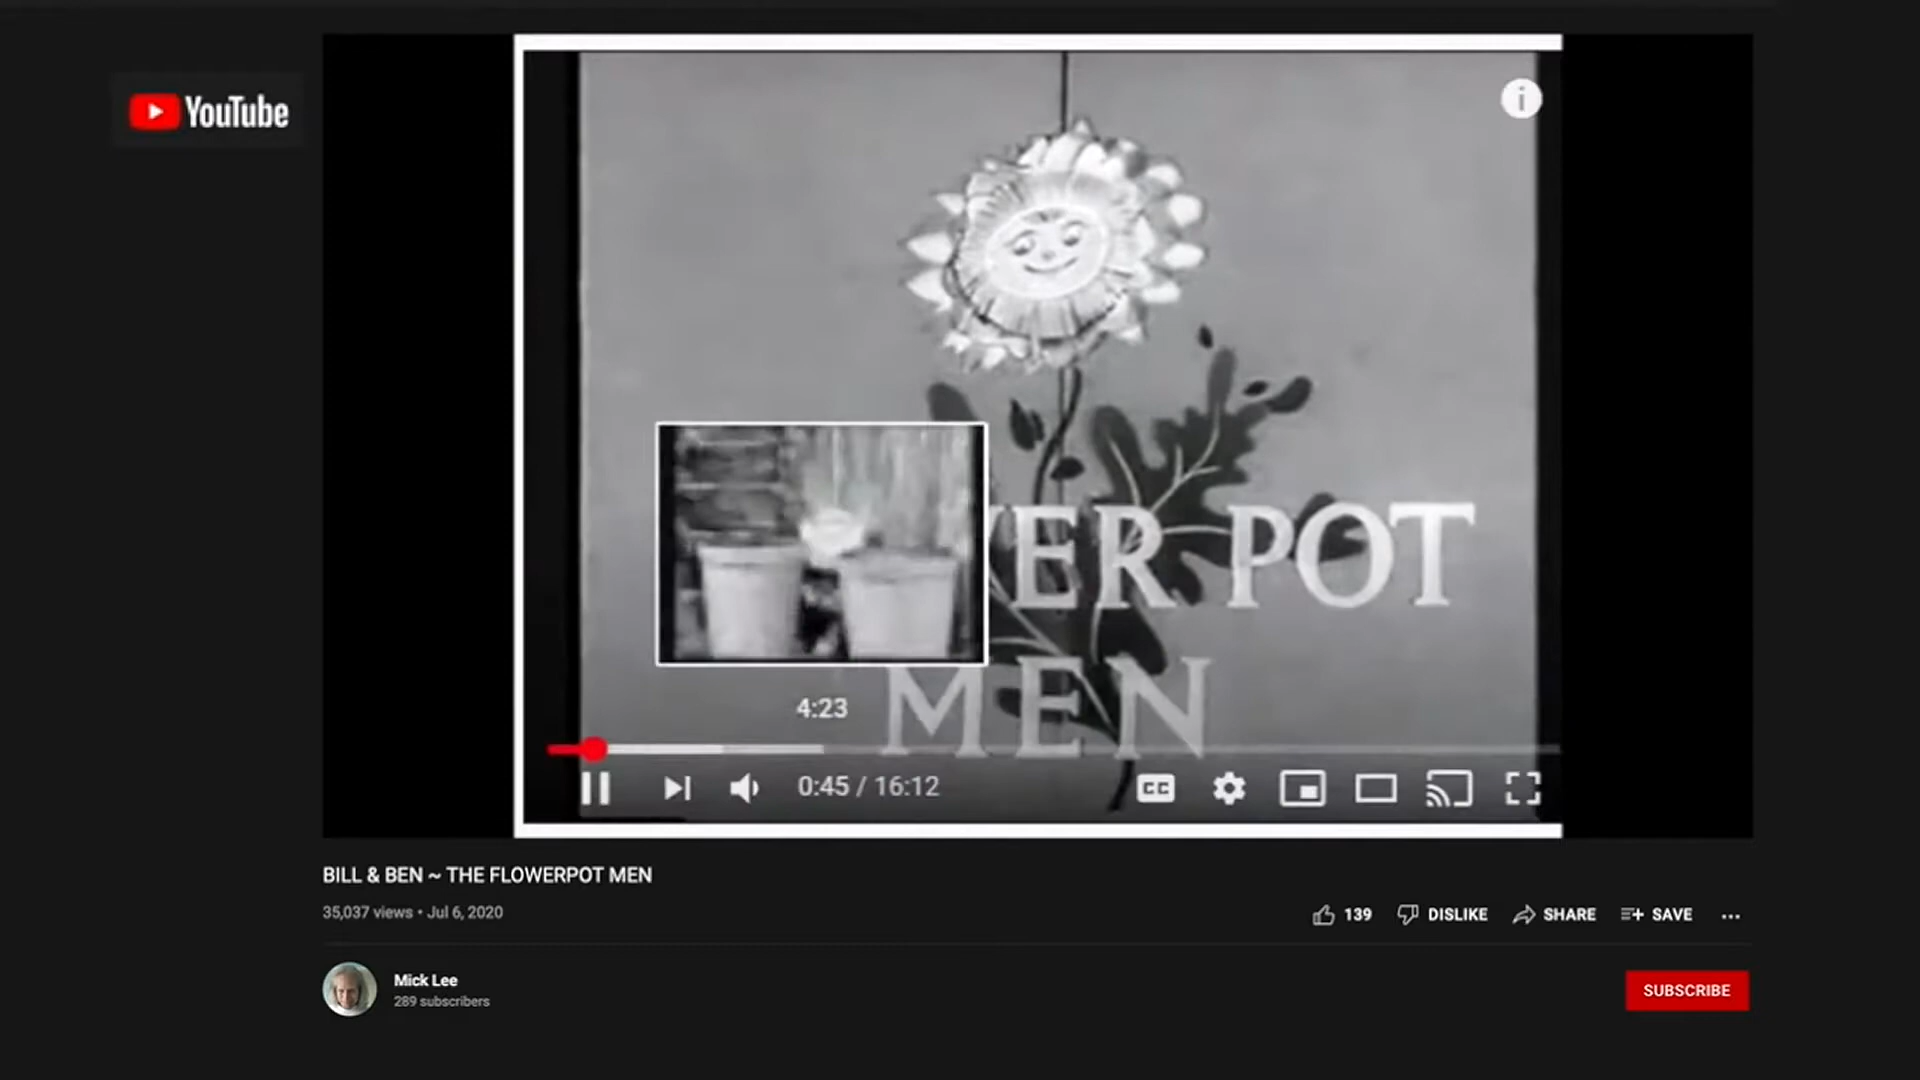 YouTube
i
ER POT
MEN
4:23
0:45 / 16:12
CC
BILL & BEN ~ THE FLOWERPOT MEN
35,037 views • Jul 6, 2020
139 DISLIKE SHARE SAVE ...
Mick Lee
289 subscribers
SUBSCRIBE